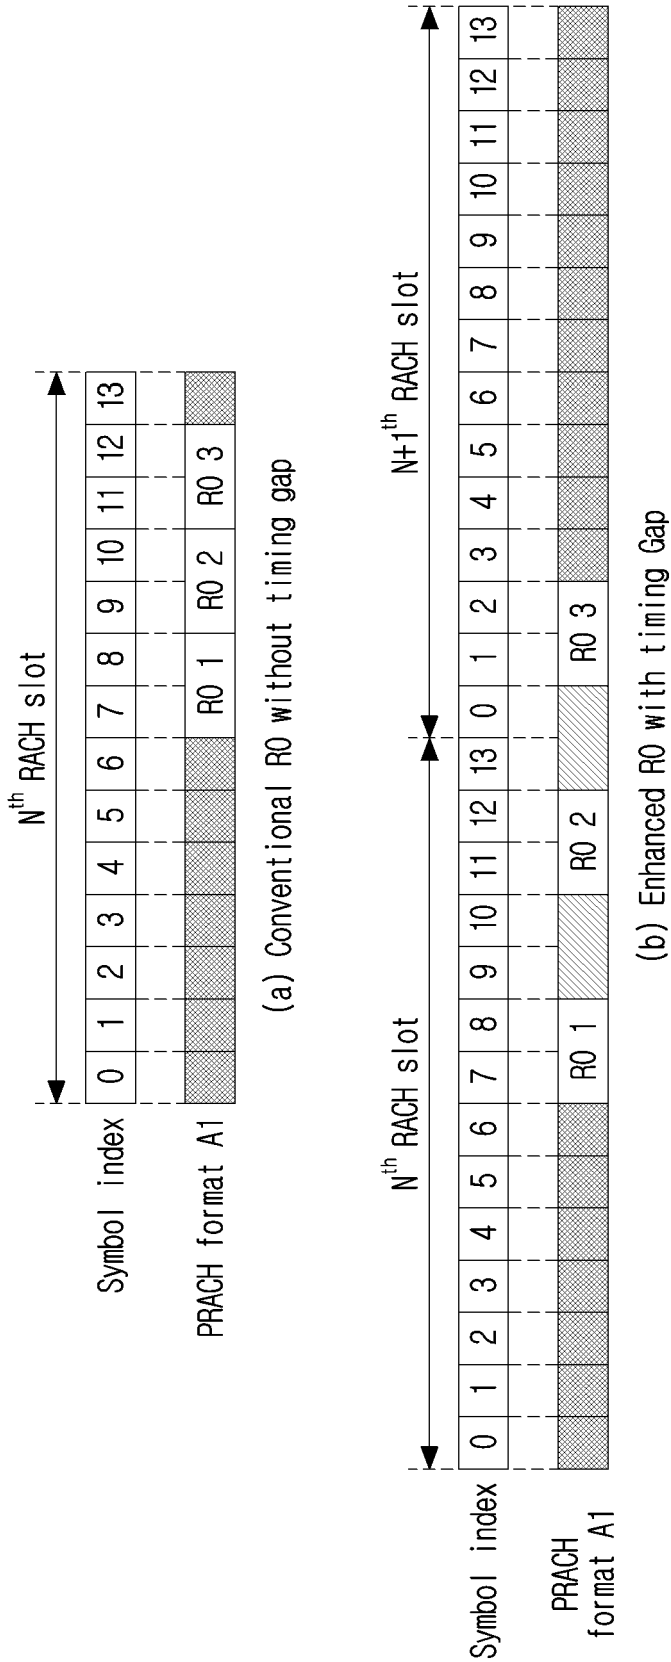 N^th RACH slot
Symbol index 0 1 2 3 4 5 6 7 8 9 10 11 12 13
PRACH format A1 RO 1 RO 2 RO 3
(a) Conventional RO without timing gap
N^th RACH slot N+1^th RACH slot
Symbol index 0 1 2 3 4 5 6 7 8 9 10 11 12 13 0 1 2 3 4 5 6 7 8 9 10 11 12 13
PRACH
format A1 RO 1 RO 2 RO 3
(b) Enhanced RO with timing Gap